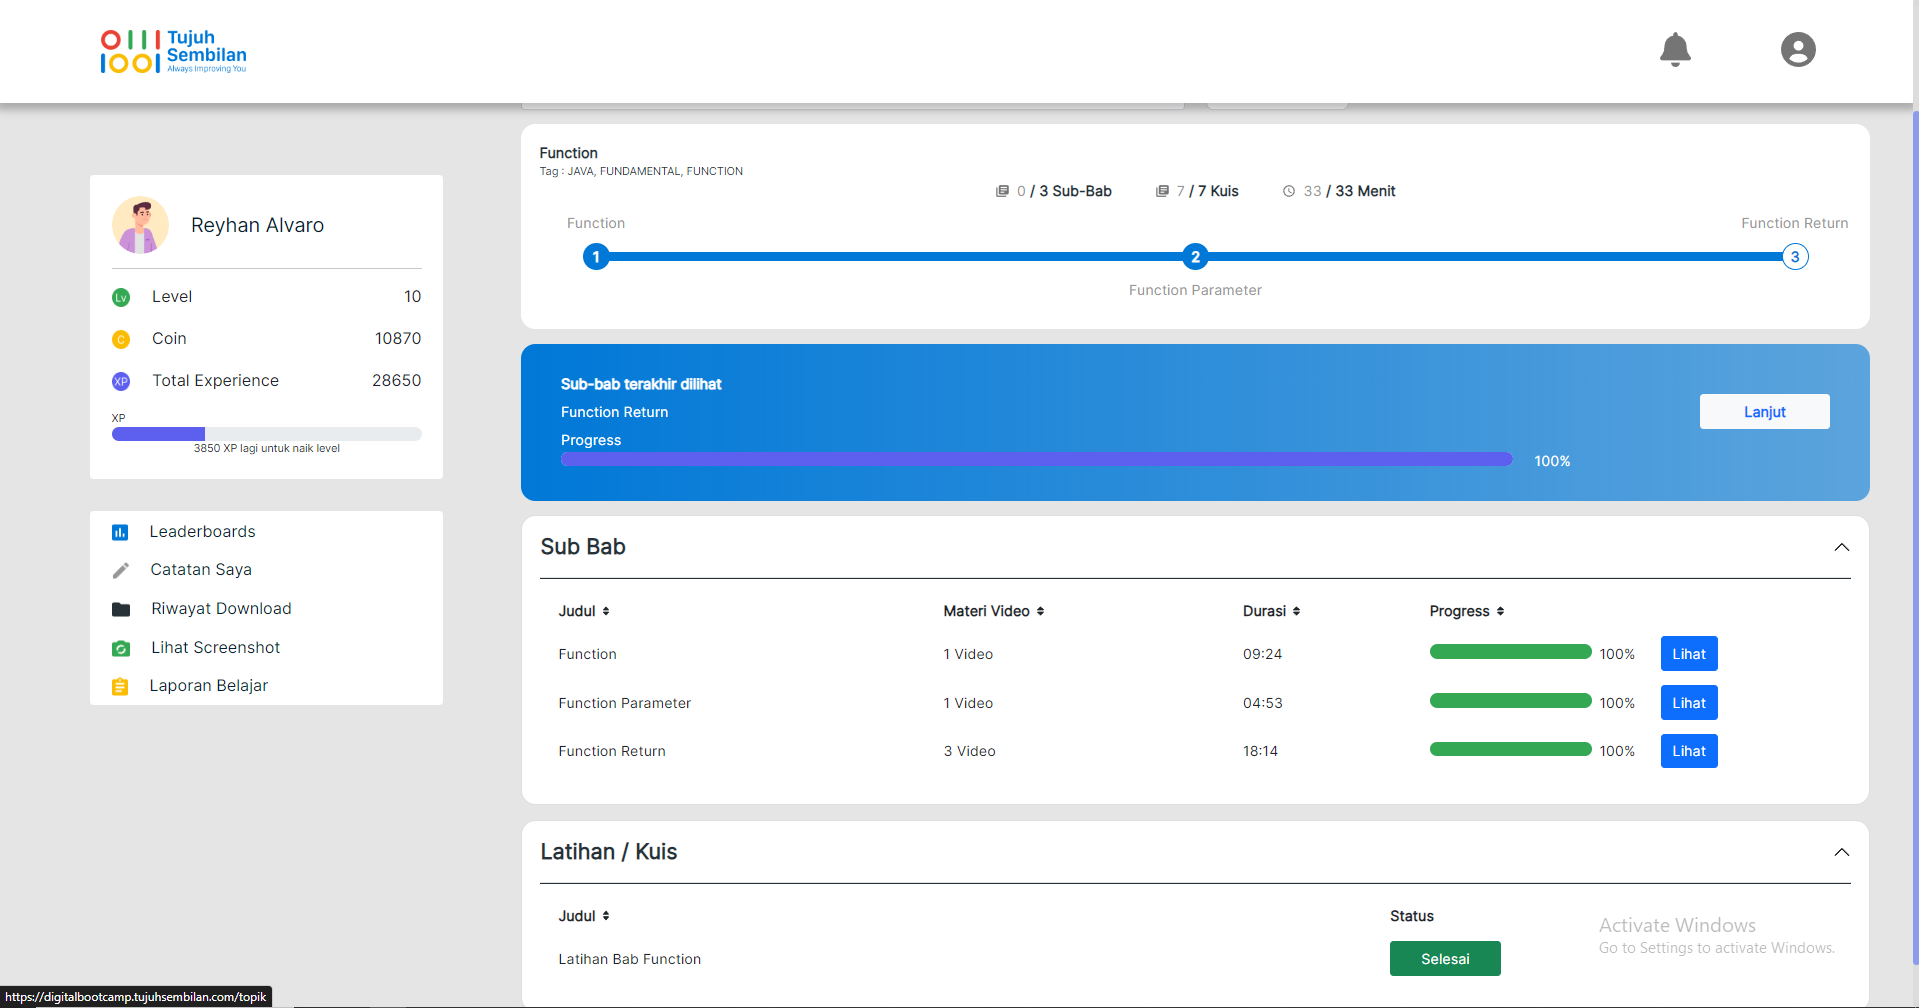 Tujuh
Sembilan
Always Improving You
Function
Tag : JAVA, FUNDAMENTAL, FUNCTION
0 / 3 Sub-Bab 7 / 7 Kuis 33 / 33 Menit
Function Function Return
1 2 3
Function Parameter
Reyhan Alvaro
Lv Level 10
C Coin 10870
XP Total Experience 28650
XP
3850 XP lagi untuk naik level
Leaderboards
Catatan Saya
Riwayat Download
Lihat Screenshot
Laporan Belajar
Sub-bab terakhir dilihat
Function Return
Lanjut
Progress
100%
Sub Bab
Judul Materi Video Durasi Progress
Function 1 Video 09:24 100% Lihat
Function Parameter 1 Video 04:53 100% Lihat
Function Return 3 Video 18:14 100% Lihat
Latihan / Kuis
Judul Status
Latihan Bab Function Selesai
Activate Windows
Go to Settings to activate Windows.
https://digitalbootcamp.tujuhsembilan.com/topik